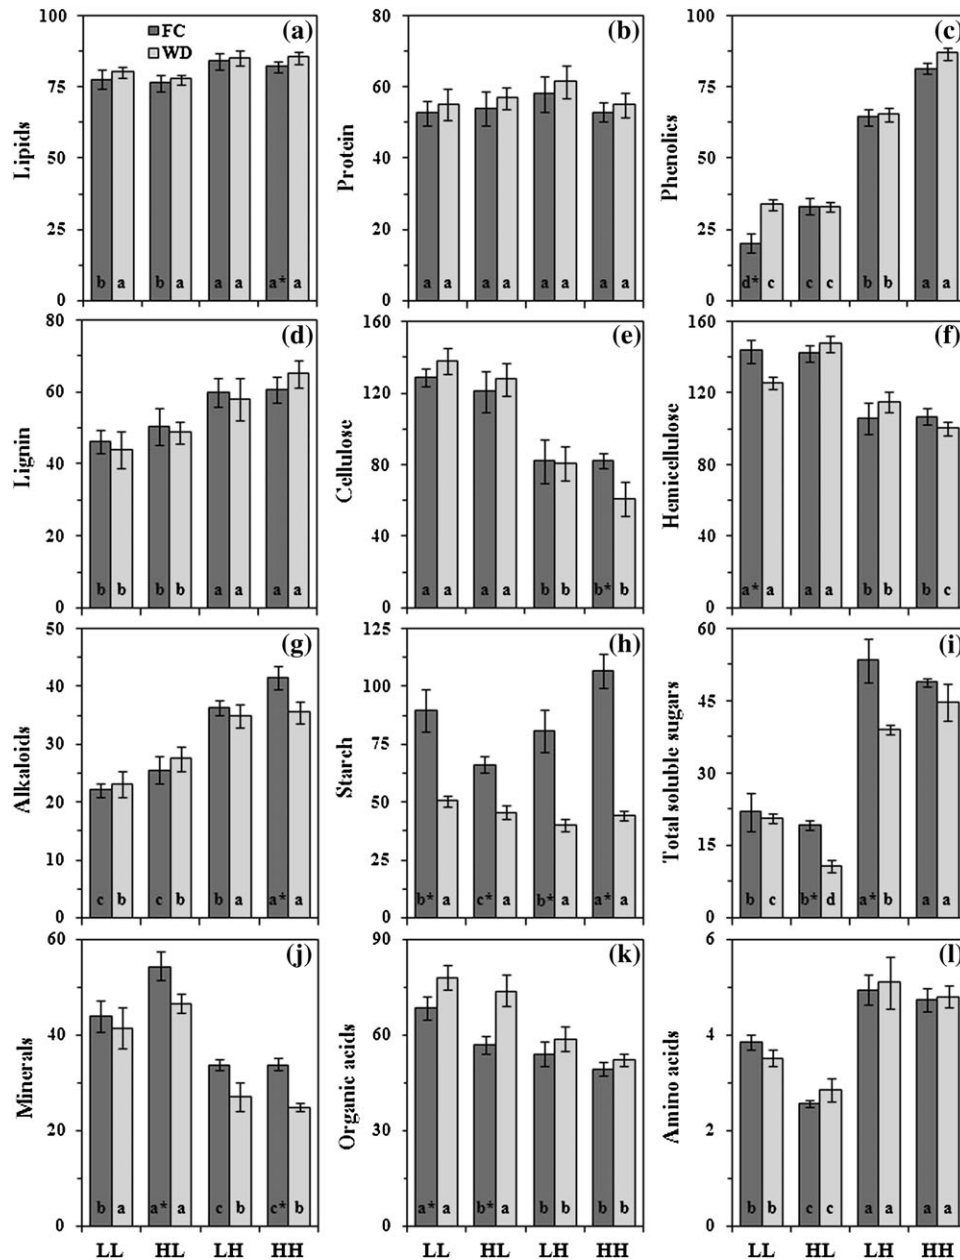 100 80 100
FC (a) (b) (c)
WD
75 60 75
Lipids Protein Phenolics
50 40 50
25 20 25
b a b a a a a* a a a a a a a a a d* c c c b b a a
0 0 0
80 160 160
(d) (e) (f)
60 120 120
Lignin Cellulose Hemicellulose
40 80 80
20 40 40
b b b b a a a a a a a a b b b* b a* a a a b b b c
0 0 0
50 125 60
(g) (h) (i)
40 100 45
Alkaloids Starch Total soluble sugars
30 75 30
20 50
10 25 15
c b c b b a a* a b* a c* a b* a a* a b c b* d a* b a a
0 0 0
60 90 6
(j) (k) (l)
40 60 4
Minerals Organic acids Amino acids
20 30 2
b a a* a c b c* b a* a b* a b b b b b b c c a a a a
0 0 0
LL HL LH HH LL HL LH HH LL HL LH HH